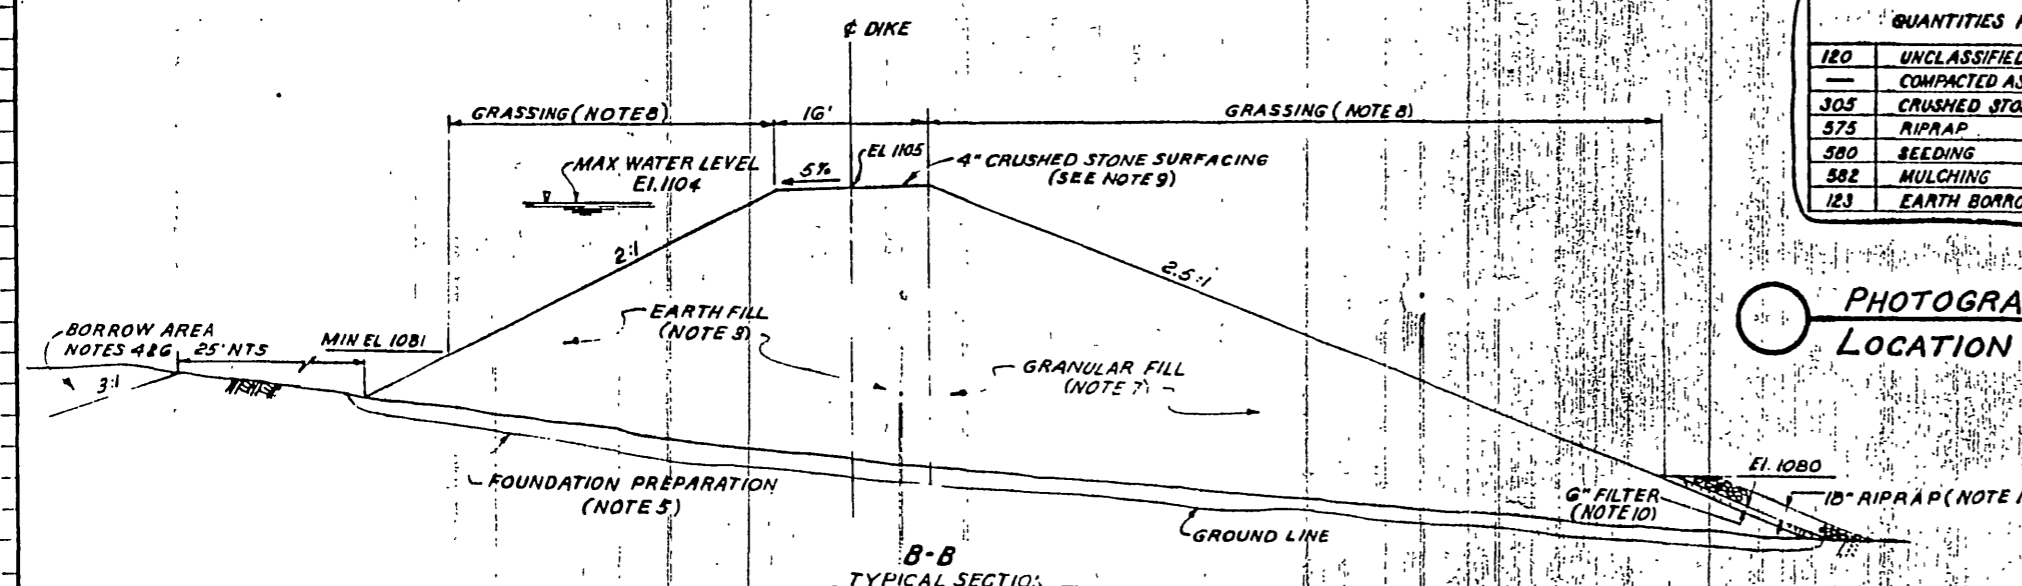 ₵ DIKE
GRASSING (NOTE 8)
16'
GRASSING (NOTE 8)
MAX WATER LEVEL
El. 1104
5%
EL 1105
4" CRUSHED STONE SURFACING
(SEE NOTE 9)
2:1
2.5:1
BORROW AREA
NOTES 4&6
25' NTS
MIN EL 1081
3:1
EARTH FILL
(NOTE 3)
GRANULAR FILL
(NOTE 7)
FOUNDATION PREPARATION
(NOTE 5)
GROUND LINE
El. 1080
6" FILTER
(NOTE 10)
18" RIPRAP (NOTE 1
B-B
TYPICAL SECTION
QUANTITIES
120 UNCLASSIFIED
— COMPACTED AS
305 CRUSHED STO
575 RIPRAP
580 SEEDING
582 MULCHING
123 EARTH BORRO
PHOTOGRA
LOCATION